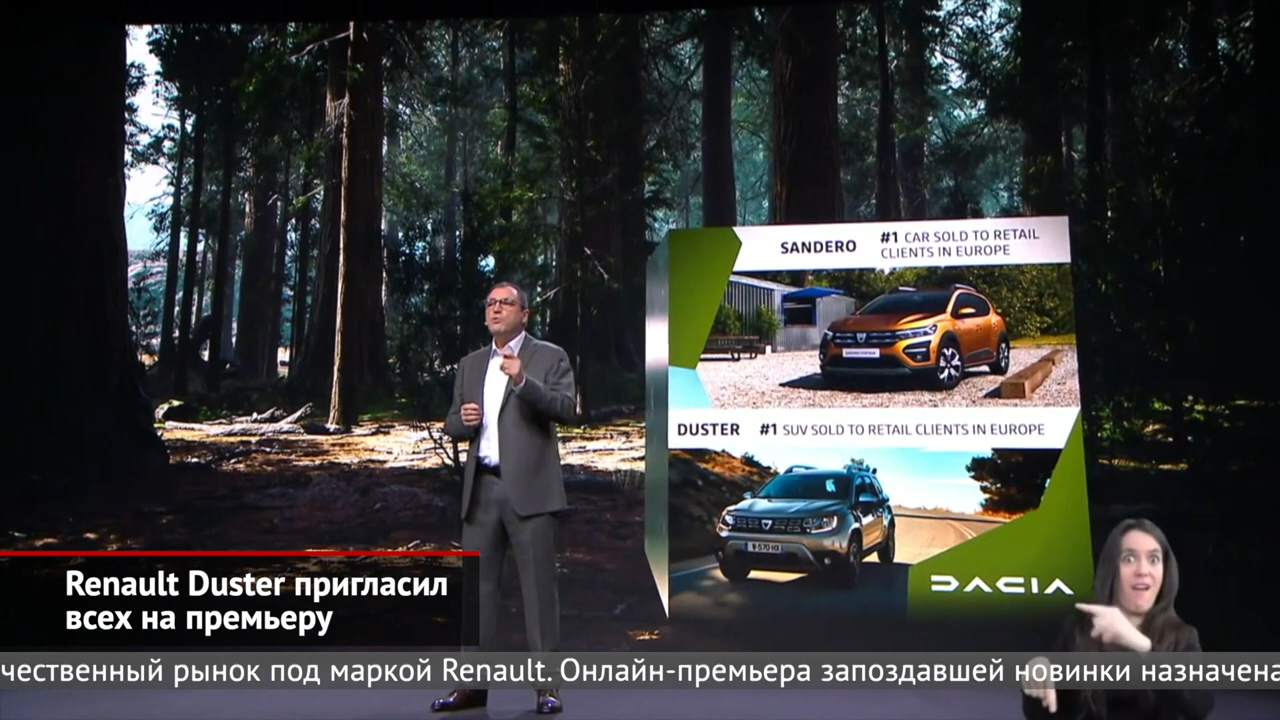 SANDERO
#1 CAR SOLD TO RETAIL
CLIENTS IN EUROPE
DUSTER #1 SUV SOLD TO RETAIL CLIENTS IN EUROPE
DACIA
Renault Duster пригласил
всех на премьеру
чественный рынок под маркой Renault. Онлайн-премьера запоздавшей новинки назначена